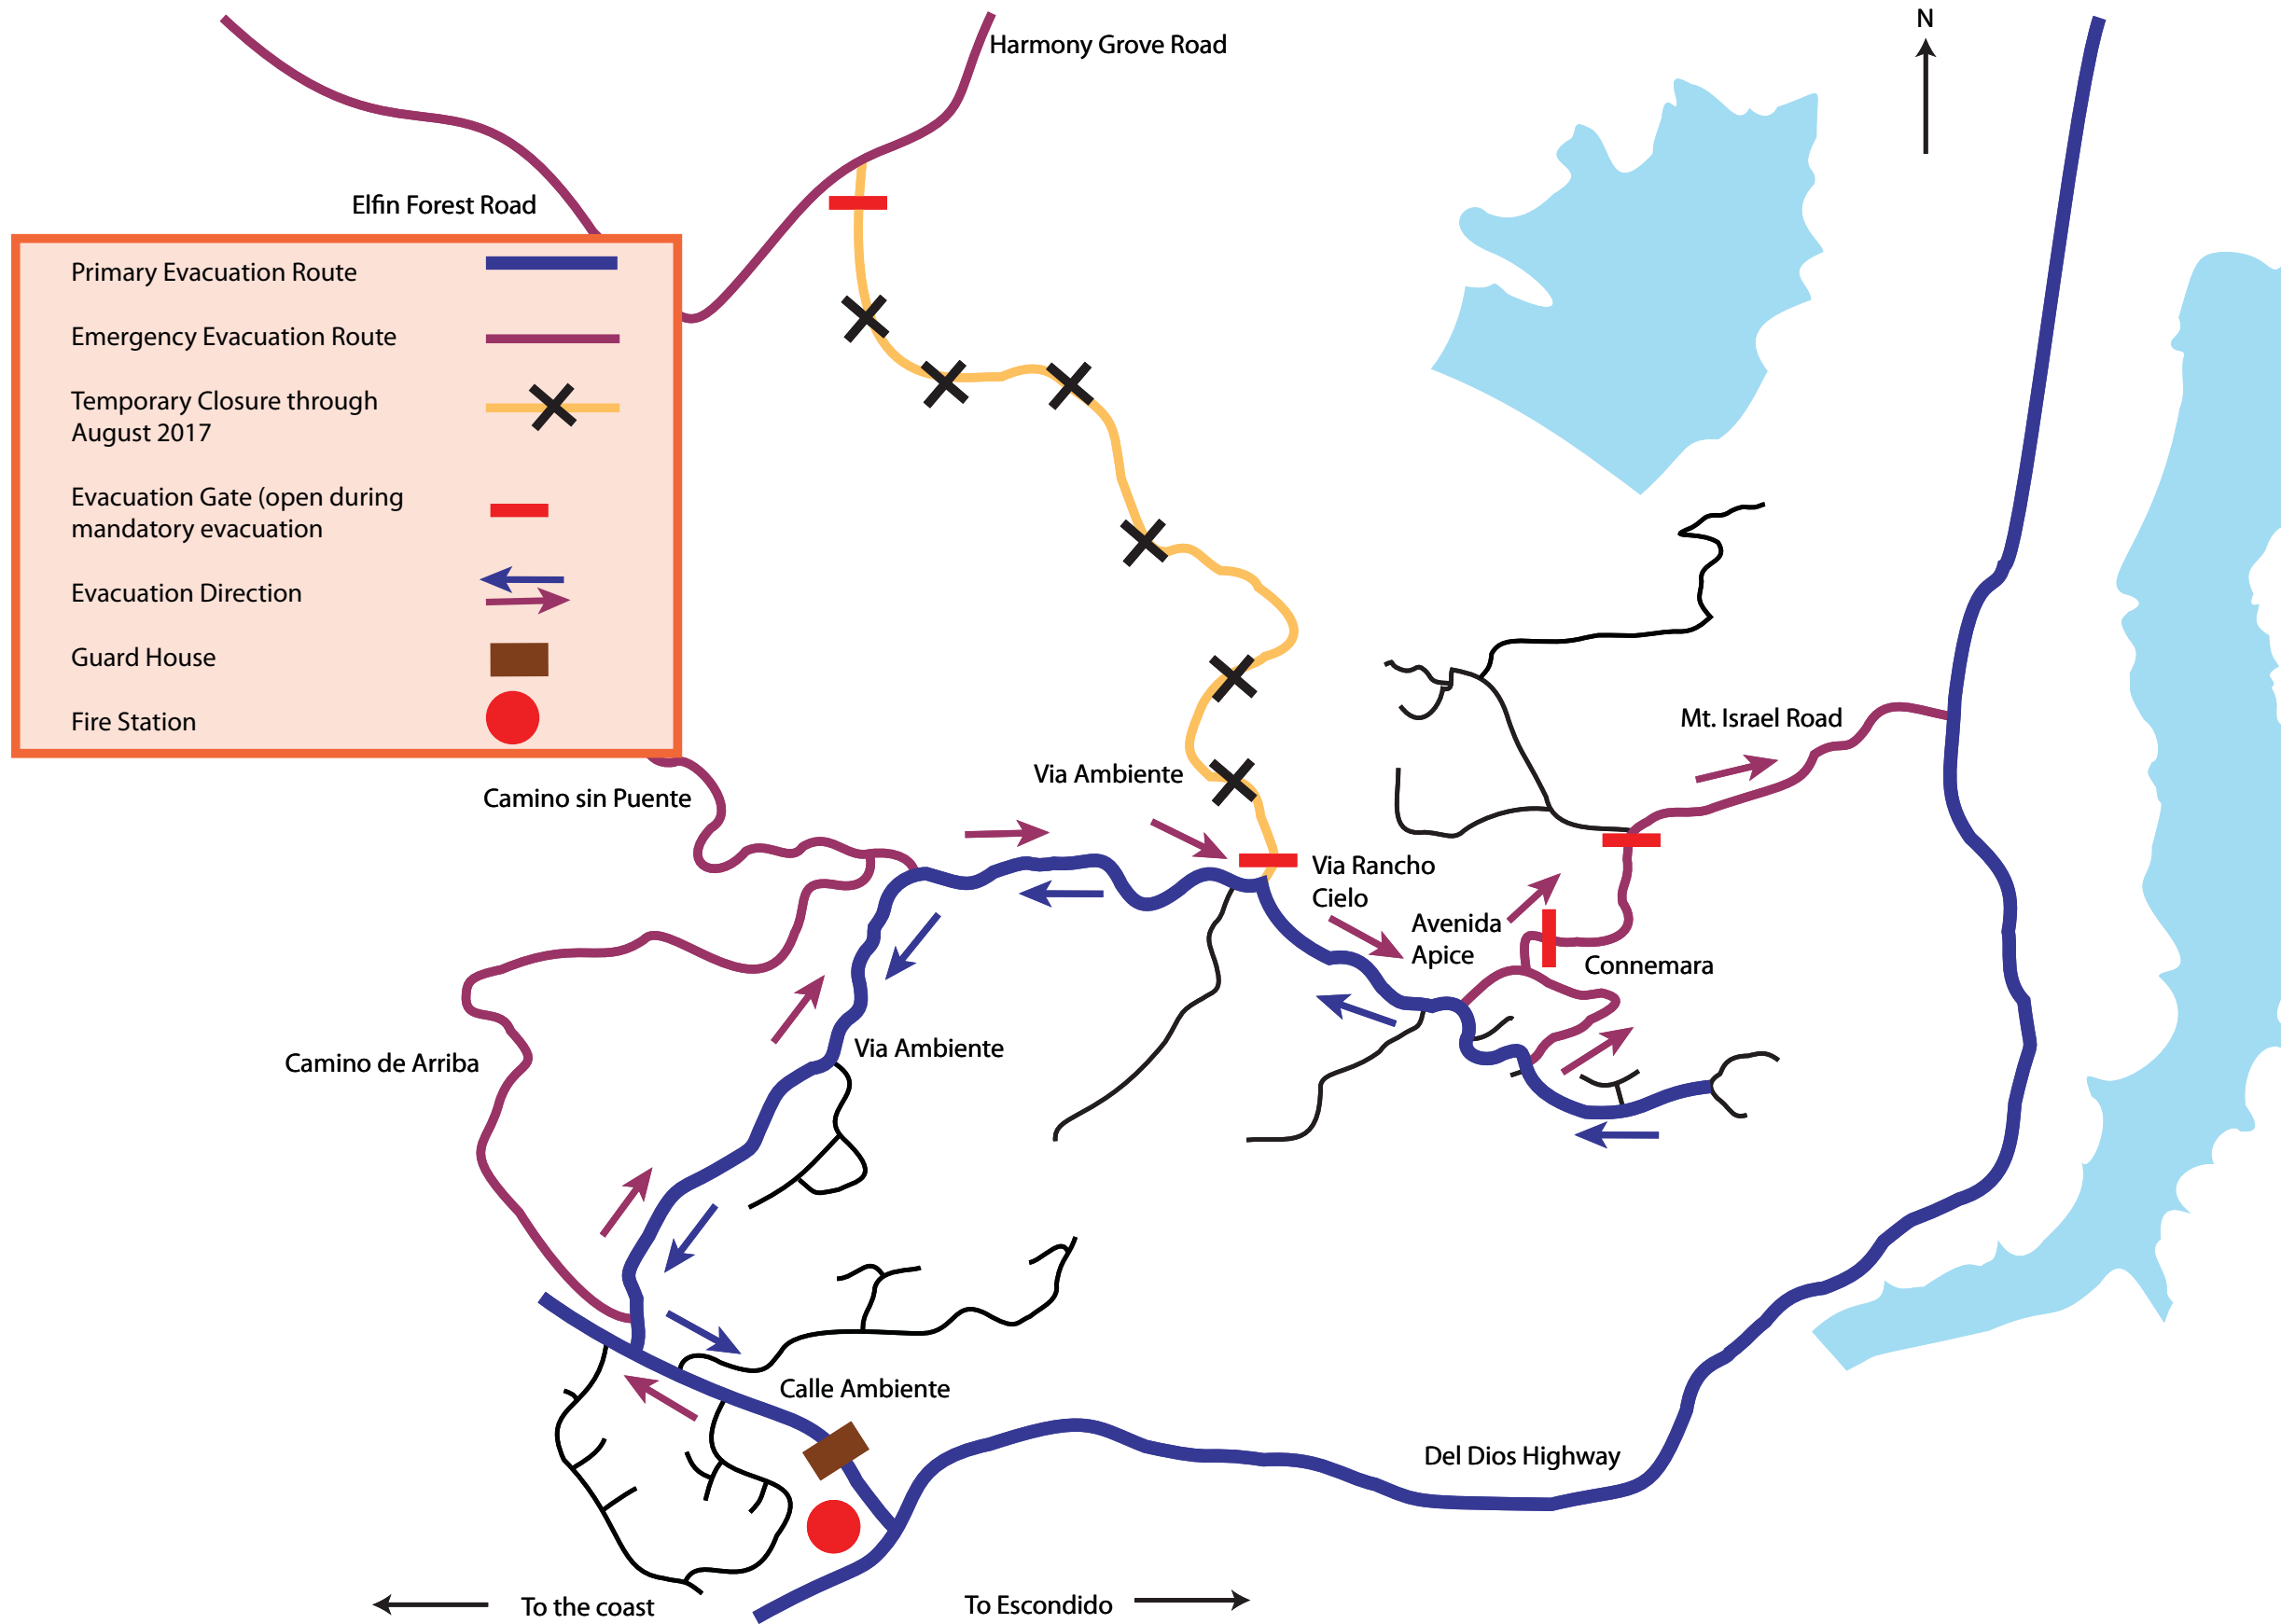 N
Harmony Grove Road
Elfin Forest Road
Primary Evacuation Route
Emergency Evacuation Route
Temporary Closure through
August 2017
Evacuation Gate (open during
mandatory evacuation
Evacuation Direction
Guard House
Fire Station
Mt. Israel Road
Via Ambiente
Camino sin Puente
Via Rancho
Cielo
Avenida
Apice
Connemara
Via Ambiente
Camino de Arriba
Calle Ambiente
Del Dios Highway
To the coast
To Escondido